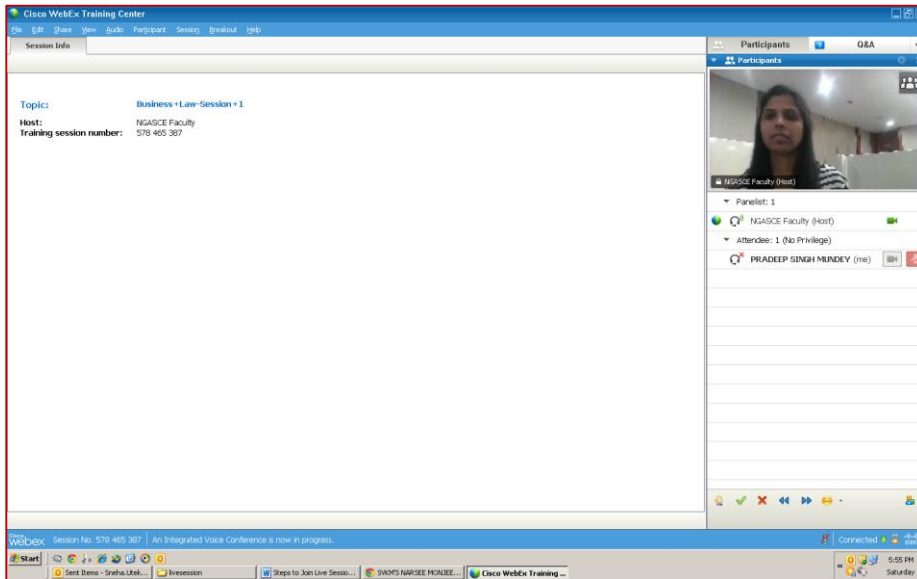 Cisco WebEx Training Center
File Edit Share View Audio Participant Session Breakout Help
Session Info
Participants Q&A
Participants
Topic: Business+Law-Session+1
Host: NGASCE Faculty
Training session number: 578 465 387
NGASCE Faculty (Host)
Panelist: 1
NGASCE Faculty (Host)
Attendee: 1 (No Privilege)
PRADEEP SINGH MUNDEY (me)
Cisco WebEx Session No. 578 465 387 An Integrated Voice Conference is now in progress. Connected
Start
5:55 PM
Sent Items - Sneha.Utek... livesession Steps to Join Live Sessio... SVKM'S NARSEE MONJEE... Cisco WebEx Training ... Saturday